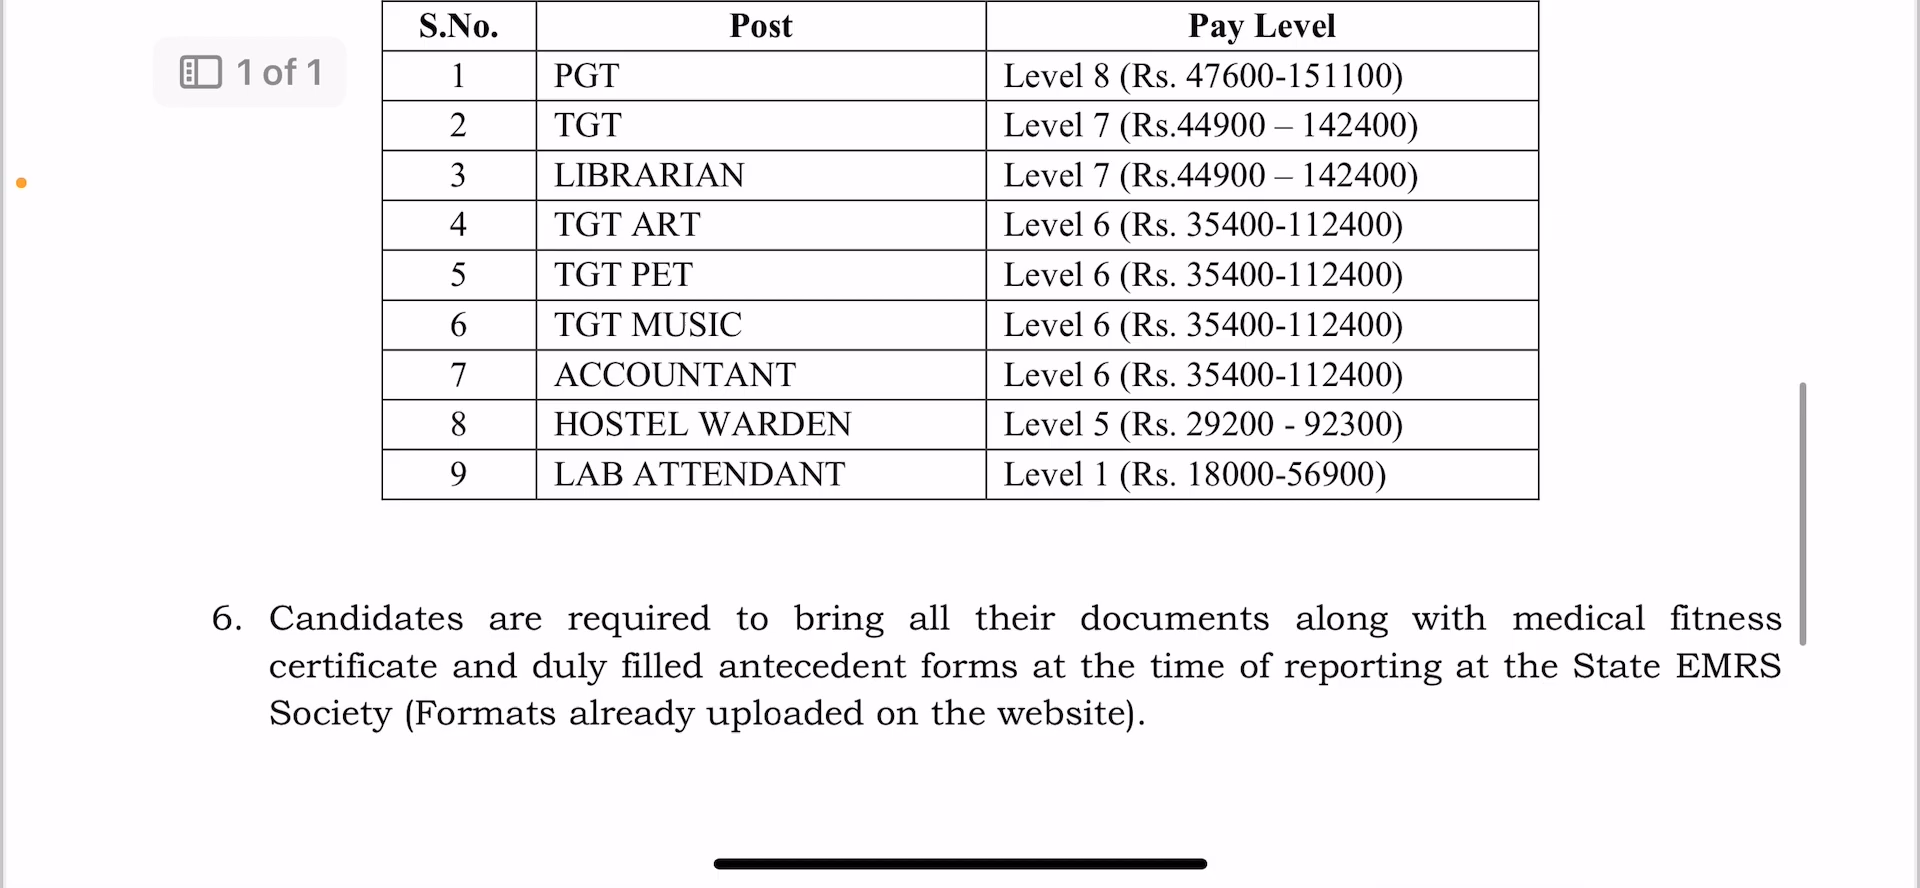 S.No. Post Pay Level
1 of 1
1 PGT Level 8 (Rs. 47600-151100)
2 TGT Level 7 (Rs.44900 – 142400)
3 LIBRARIAN Level 7 (Rs.44900 – 142400)
4 TGT ART Level 6 (Rs. 35400-112400)
5 TGT PET Level 6 (Rs. 35400-112400)
6 TGT MUSIC Level 6 (Rs. 35400-112400)
7 ACCOUNTANT Level 6 (Rs. 35400-112400)
8 HOSTEL WARDEN Level 5 (Rs. 29200 - 92300)
9 LAB ATTENDANT Level 1 (Rs. 18000-56900)
6. Candidates are required to bring all their documents along with medical fitness
certificate and duly filled antecedent forms at the time of reporting at the State EMRS
Society (Formats already uploaded on the website).